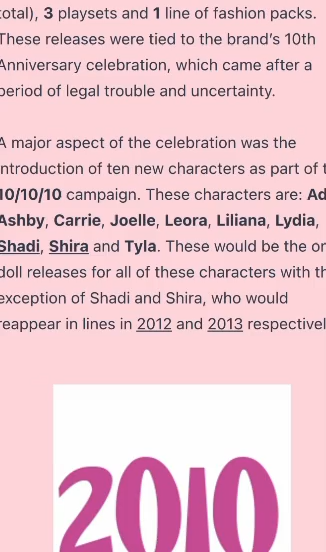 total), 3 playsets and 1 line of fashion packs.
These releases were tied to the brand's 10th
Anniversary celebration, which came after a
period of legal trouble and uncertainty.
A major aspect of the celebration was the
introduction of ten new characters as part of t
10/10/10 campaign. These characters are: Ad
Ashby, Carrie, Joelle, Leora, Liliana, Lydia,
Shadi, Shira and Tyla. These would be the on
doll releases for all of these characters with th
exception of Shadi and Shira, who would
reappear in lines in 2012 and 2013 respectivel
2010